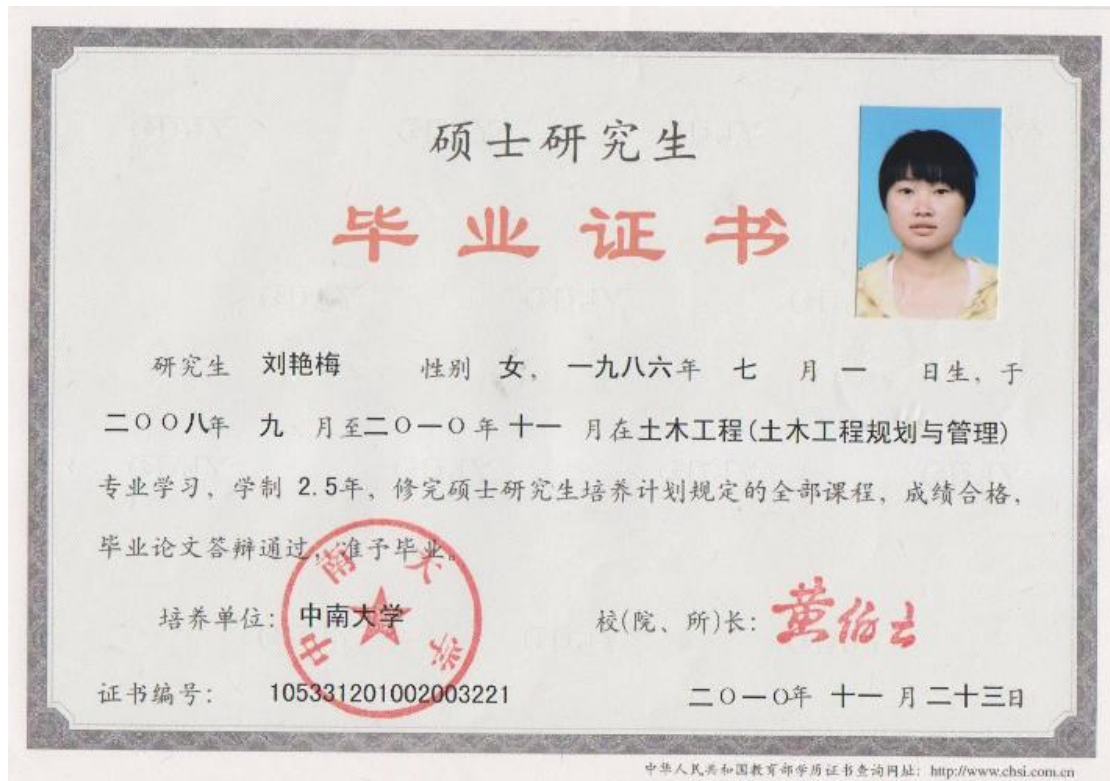 硕士研究生
毕业证书
研究生 刘艳梅 性别 女, 一九八六年 七 月 一 日生, 于
二〇〇八年 九 月至二〇一〇年 十一 月在土木工程(土木工程规划与管理)
专业学习, 学制 2.5年, 修完硕士研究生培养计划规定的全部课程, 成绩合格,
毕业论文答辩通过, 准予毕业。
中南大学
培养单位: 中南大学
校(院、所)长: 黄伯云
证书编号: 105331201002003221
二〇一〇年 十一 月 二十三日
中华人民共和国教育部学历证书查询网址: http://www.chsi.com.cn